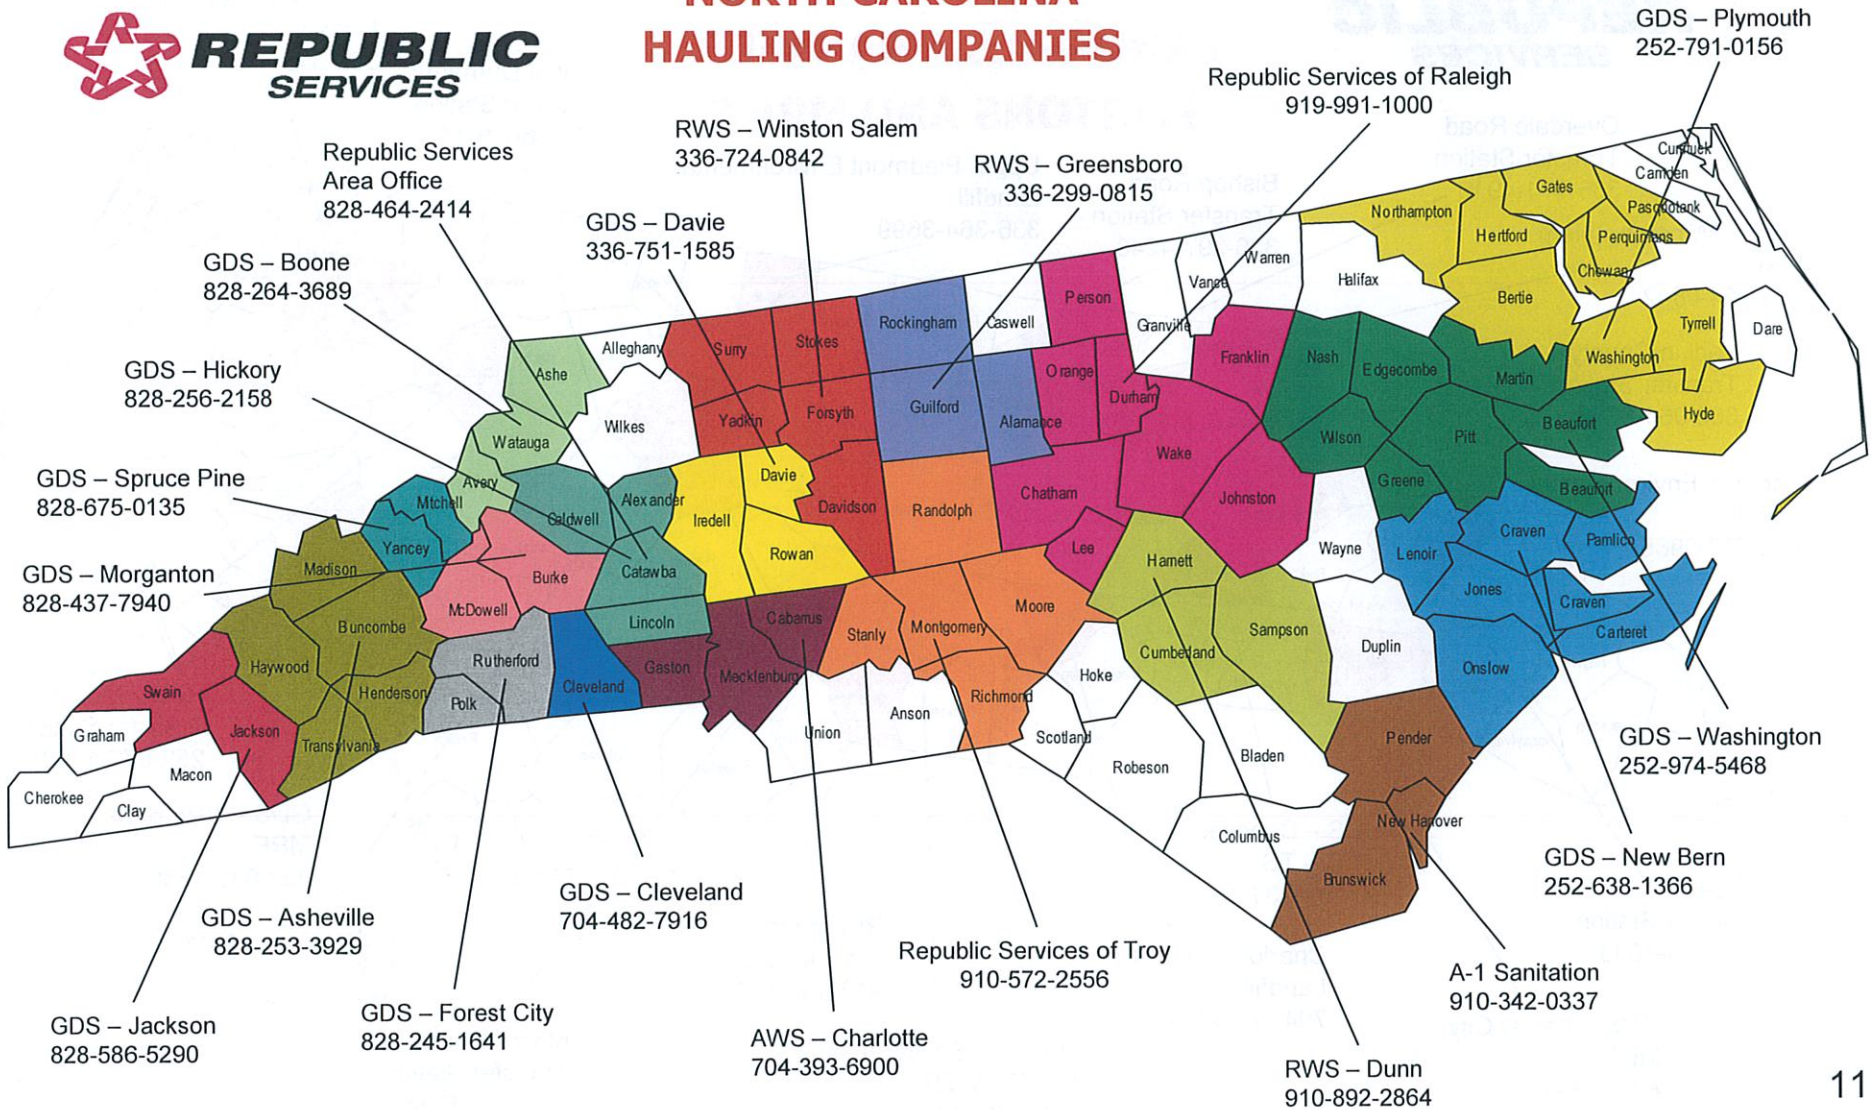 REPUBLIC
SERVICES
NORTH CAROLINA
HAULING COMPANIES
GDS – Plymouth
252-791-0156
Republic Services of Raleigh
919-991-1000
RWS – Winston Salem
336-724-0842
RWS – Greensboro
336-299-0815
Republic Services
Area Office
828-464-2414
GDS – Davie
336-751-1585
GDS – Boone
828-264-3689
GDS – Hickory
828-256-2158
GDS – Spruce Pine
828-675-0135
GDS – Morganton
828-437-7940
Currituck
Camden
Pasquotank
Gates
Perquimans
Northampton
Hertford
Chowan
Bertie
Warren
Vance
Halifax
Person
Granville
Caswell
Rockingham
Stokes
Surry
Alleghany
Ashe
Tyrrell
Dare
Washington
Hyde
Martin
Edgecombe
Nash
Franklin
Orange
Durham
Alamance
Guilford
Forsyth
Yadkin
Wilkes
Watauga
Beaufort
Pitt
Wilson
Wake
Davie
Avery
Mtchell
Caldwell
Alexander
Iredell
Davidson
Randolph
Chatham
Johnston
Greene
Beaufort
Yancey
Madison
Burke
Catawba
Rowan
Lee
Harnett
Wayne
Lenoir
Craven
Pamlico
McDowell
Lincoln
Cabarrus
Stanly
Montgomery
Moore
Sampson
Jones
Craven
Carteret
Buncombe
Haywood
Rutherford
Cleveland
Gaston
Mecklenburg
Cumberland
Duplin
Onslow
Swain
Henderson
Polk
Hoke
Richmond
Anson
Union
Scotland
Graham
Jackson
Transylvania
Macon
Cherokee
Clay
Robeson
Bladen
Pender
Columbus
New Hanover
Brunswick
GDS – Washington
252-974-5468
GDS – New Bern
252-638-1366
GDS – Cleveland
704-482-7916
GDS – Asheville
828-253-3929
Republic Services of Troy
910-572-2556
A-1 Sanitation
910-342-0337
GDS – Jackson
828-586-5290
GDS – Forest City
828-245-1641
AWS – Charlotte
704-393-6900
RWS – Dunn
910-892-2864
11